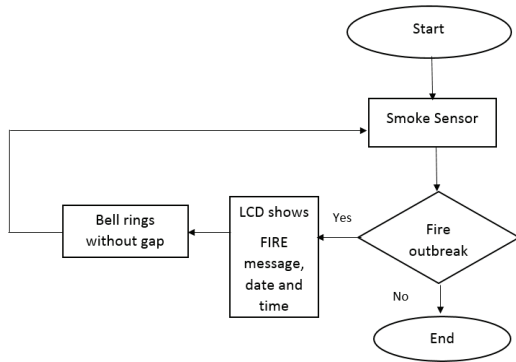 Start
Smoke Sensor
Fire
outbreak
Yes
LCD shows
FIRE
message,
date and
time
Bell rings
without gap
No
End